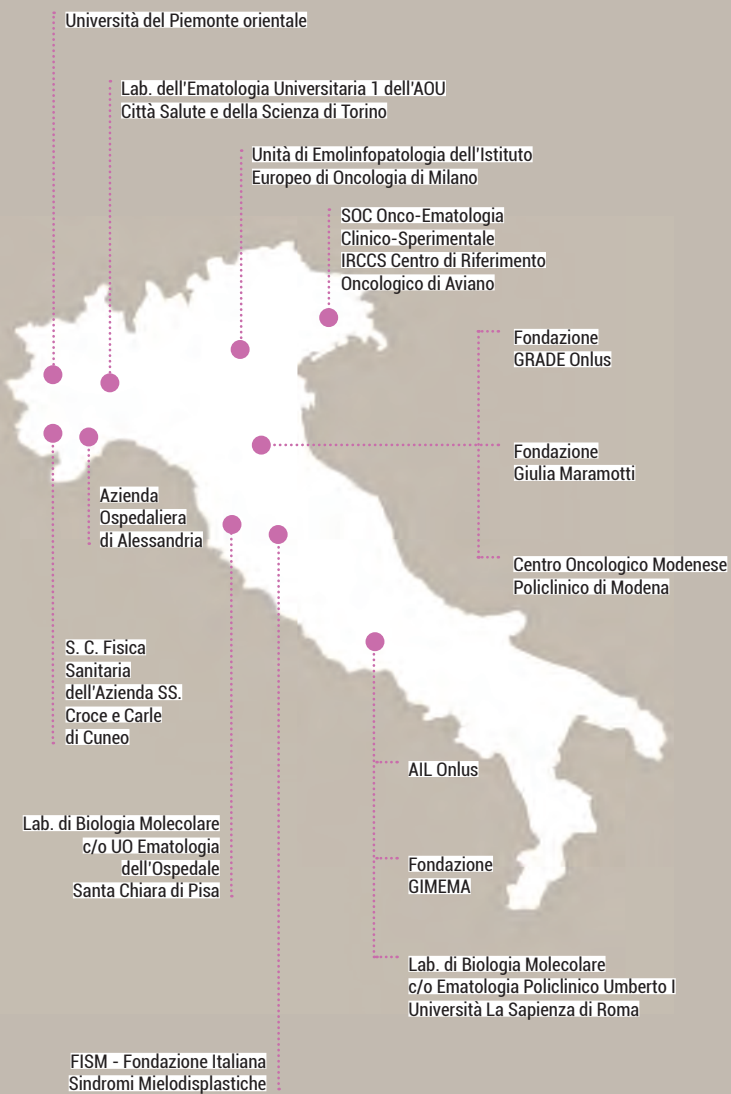 Università del Piemonte orientale
Lab. dell'Ematologia Universitaria 1 dell'AOU
Città Salute e della Scienza di Torino
Unità di Emolinfopatologia dell'Istituto
Europeo di Oncologia di Milano
SOC Onco-Ematologia
Clinico-Sperimentale
IRCCS Centro di Riferimento
Oncologico di Aviano
Fondazione
GRADE Onlus
Fondazione
Giulia Maramotti
Azienda
Ospedaliera
di Alessandria
Centro Oncologico Modenese
Policlinico di Modena
S. C. Fisica
Sanitaria
dell'Azienda SS.
Croce e Carle
di Cuneo
AIL Onlus
Lab. di Biologia Molecolare
c/o UO Ematologia
dell'Ospedale
Santa Chiara di Pisa
Fondazione
GIMEMA
Lab. di Biologia Molecolare
c/o Ematologia Policlinico Umberto I
Università La Sapienza di Roma
FISM - Fondazione Italiana
Sindromi Mielodisplastiche